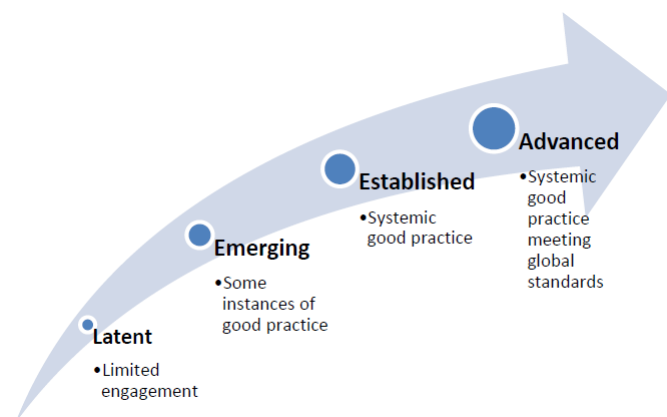 Latent
•Limited
engagement
Emerging
•Some
instances of
good practice
Established
•Systemic
good practice
Advanced
•Systemic
good
practice
meeting
global
standards